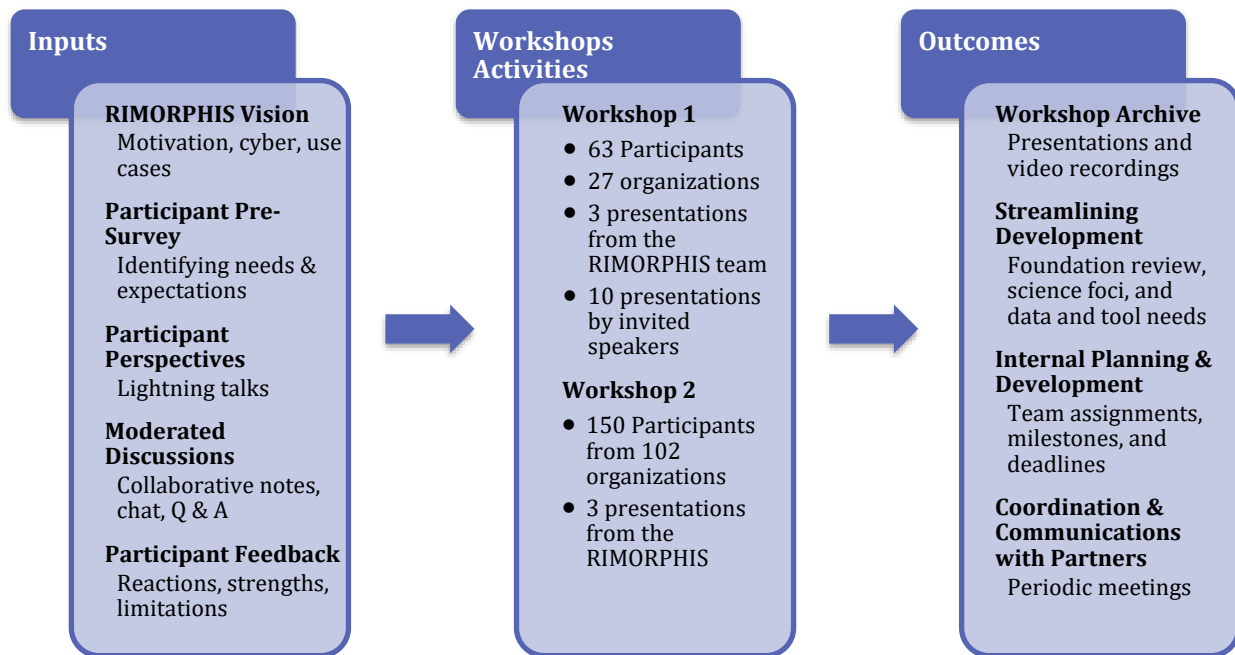 Inputs
RIMORPHIS Vision
Motivation, cyber, use
cases
Participant Pre-
Survey
Identifying needs &
expectations
Participant
Perspectives
Lightning talks
Moderated
Discussions
Collaborative notes,
chat, Q & A
Participant Feedback
Reactions, strengths,
limitations
Workshops
Activities
Workshop 1
• 63 Participants
• 27 organizations
• 3 presentations
from the
RIMORPHIS team
• 10 presentations
by invited
speakers
Workshop 2
• 150 Participants
from 102
organizations
• 3 presentations
from the
RIMORPHIS
Outcomes
Workshop Archive
Presentations and
video recordings
Streamlining
Development
Foundation review,
science foci, and
data and tool needs
Internal Planning &
Development
Team assignments,
milestones, and
deadlines
Coordination &
Communications
with Partners
Periodic meetings